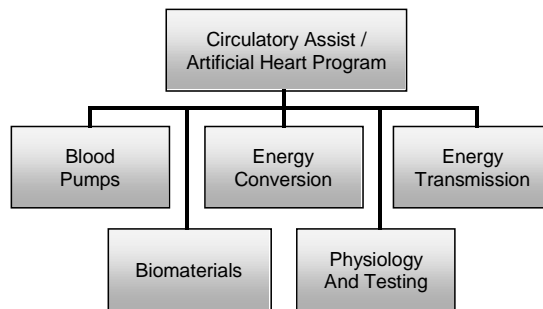 Circulatory Assist /
Artificial Heart Program
Blood
Pumps
Energy
Conversion
Energy
Transmission
Biomaterials
Physiology
And Testing